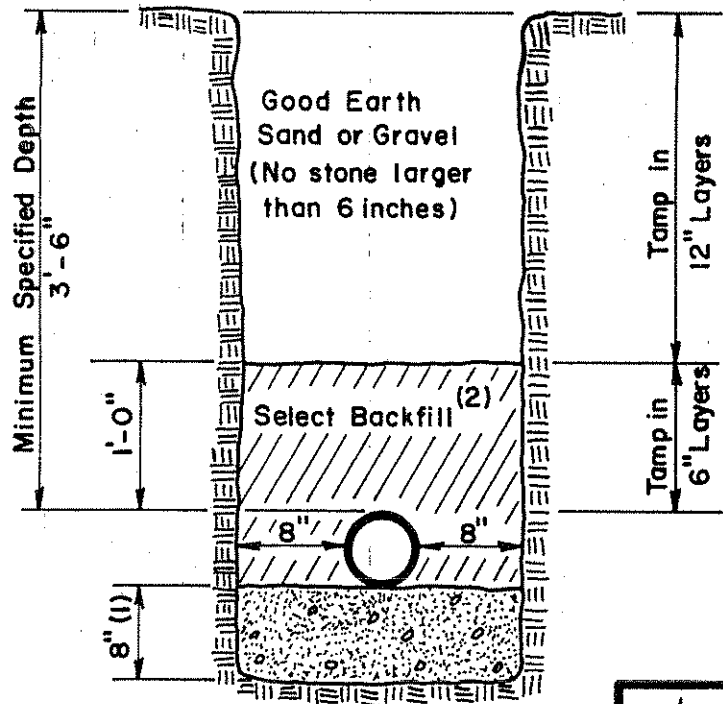 Good Earth
Sand or Gravel
(No stone larger
than 6 inches)
Minimum Specified Depth
3'-6"
Tamp in
12" Layers
1'-0"
Select Backfill (2)
Tamp in
6" Layers
8"
8"
8" (1)